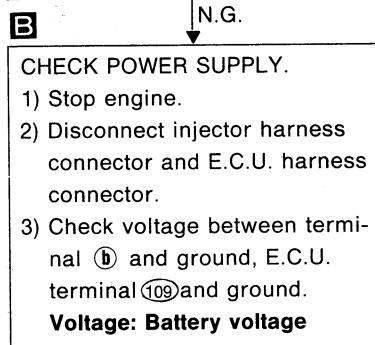 N.G.
B
CHECK POWER SUPPLY.
1) Stop engine.
2) Disconnect injector harness
connector and E.C.U. harness
connector.
3) Check voltage between termi-
nal ⓑ and ground, E.C.U.
terminal (109) and ground.
Voltage: Battery voltage